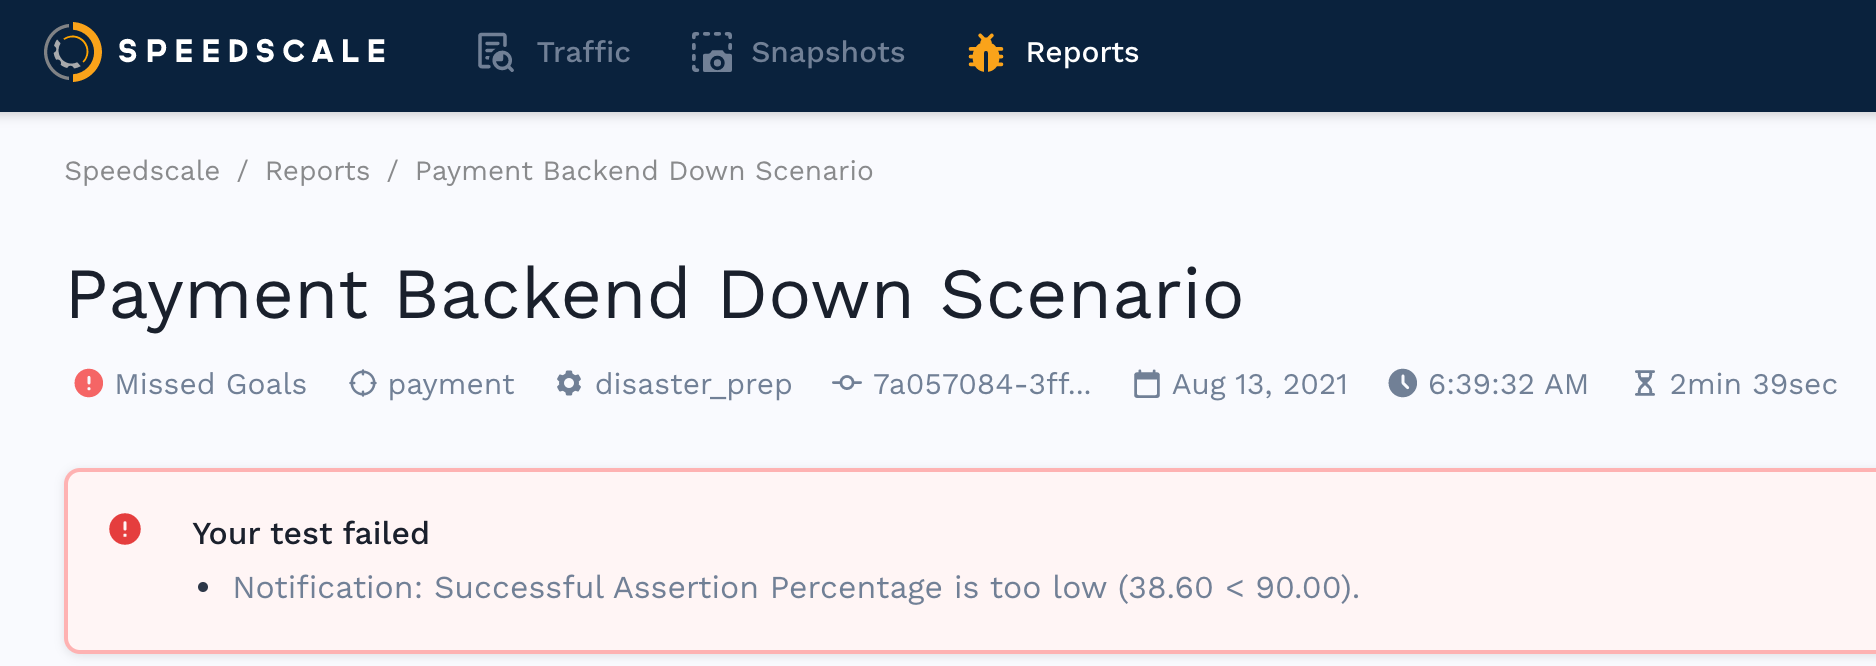 SPEEDSCALE Traffic Snapshots Reports
Speedscale / Reports / Payment Backend Down Scenario
Payment Backend Down Scenario
Missed Goals payment disaster_prep 7a057084-3ff... Aug 13, 2021 6:39:32 AM 2min 39sec
Your test failed
• Notification: Successful Assertion Percentage is too low (38.60 < 90.00).